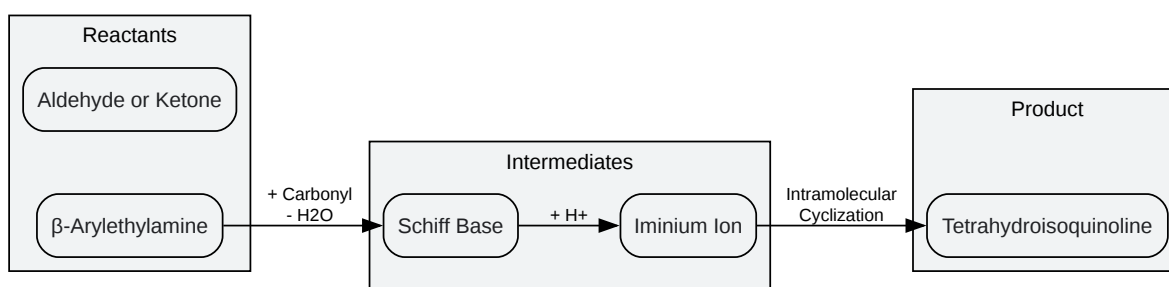 Reactants
Aldehyde or Ketone
β-Arylethylamine
+ Carbonyl
- H2O
Intermediates
Schiff Base
+ H+
Iminium Ion
Intramolecular
Cyclization
Product
Tetrahydroisoquinoline